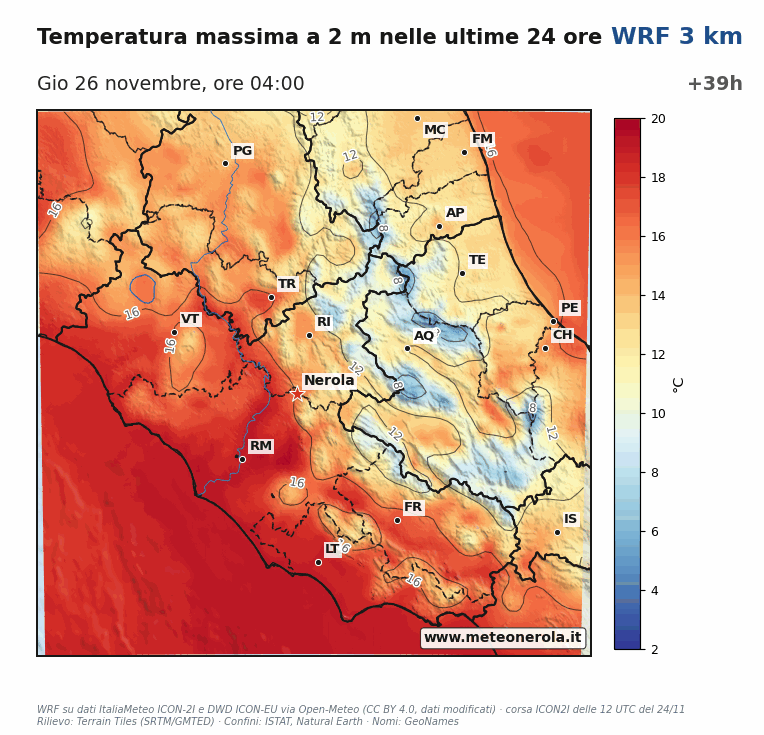 Temperatura massima a 2 m nelle ultime 24 ore WRF 3 km
Gio 26 novembre, ore 04:00 +39h
12
MC
FM
16
PG
12
16
AP
8
TE
8
TR
16
PE
VT
RI
AQ
CH
16
12
Nerola
8
8
12
12
RM
16
FR
IS
LT
16
16
www.meteonerola.it
20
18
16
14
12
10
8
6
4
2
°C
WRF su dati ItaliaMeteo ICON-2I e DWD ICON-EU via Open-Meteo (CC BY 4.0, dati modificati) · corsa ICON2I delle 12 UTC del 24/11
Rilievo: Terrain Tiles (SRTM/GMTED) · Confini: ISTAT, Natural Earth · Nomi: GeoNames